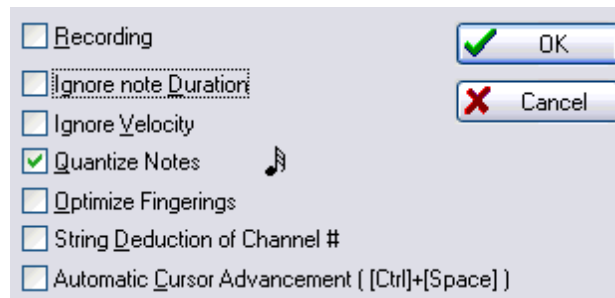 Recording
Ignore note Duration
Ignore Velocity
Quantize Notes
Optimize Fingerings
String Deduction of Channel #
Automatic Cursor Advancement ( [Ctrl]+[Space] )
OK
Cancel